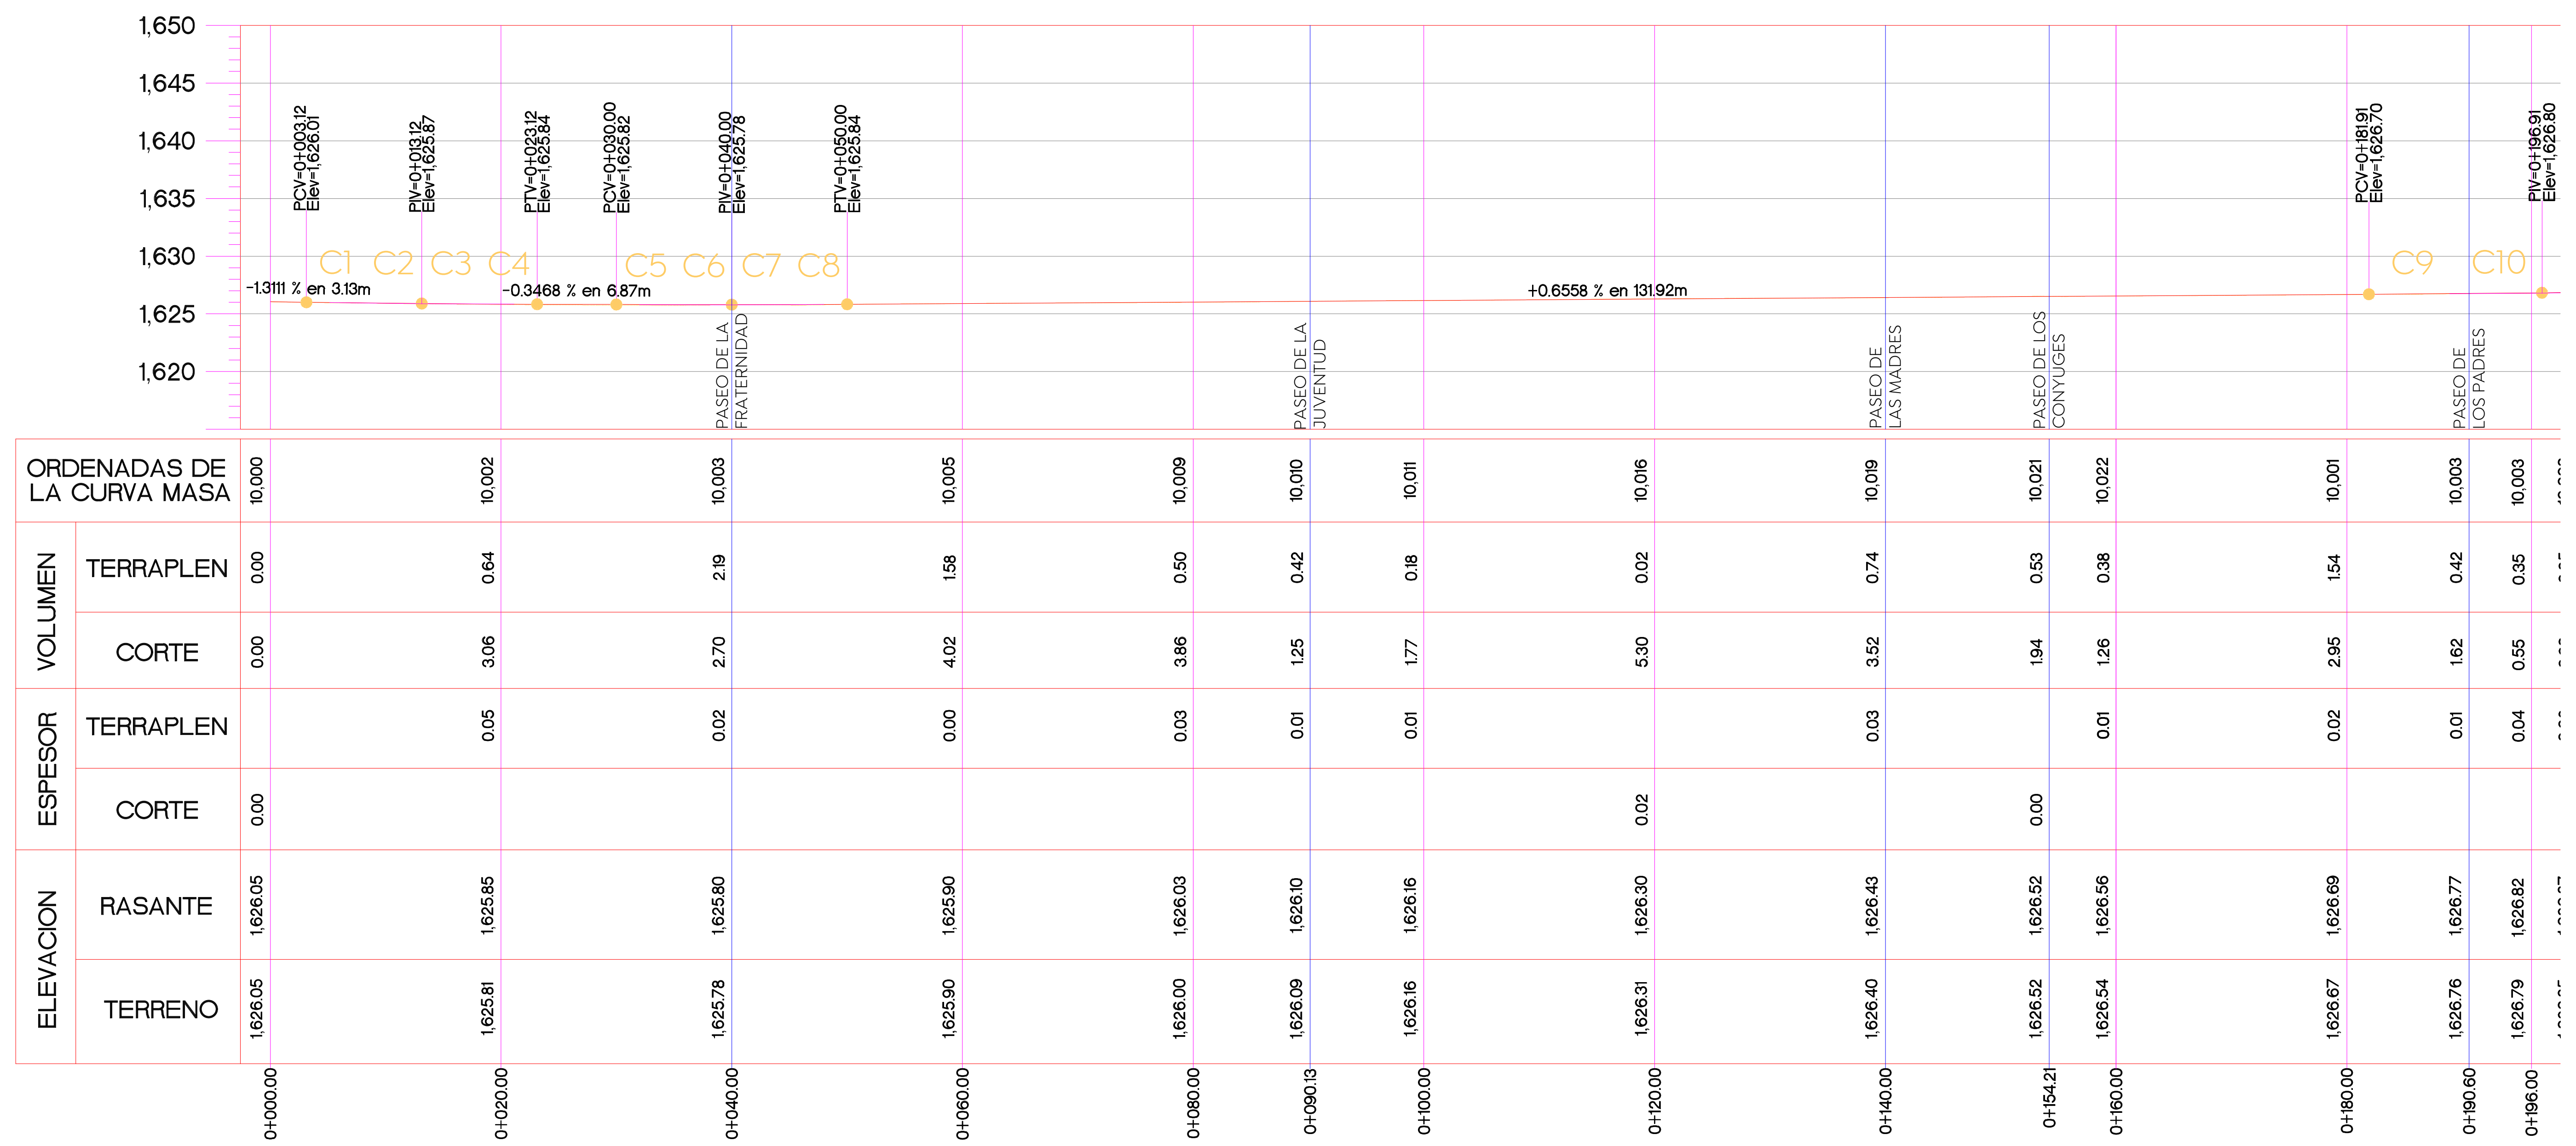 1,650
1,645
1,640
1,635
1,630
1,625
1,620
PCV=0+003.12
Elev=1,626.01
PIV=0+013.12
Elev=1,625.87
PTV=0+023.12
Elev=1,625.84
PCV=0+030.00
Elev=1,625.82
PIV=0+040.00
Elev=1,625.78
PTV=0+050.00
Elev=1,625.84
PCV=0+181.91
Elev=1,626.70
PIV=0+196.91
Elev=1,626.80
C1 C2 C3 C4 C5 C6 C7 C8 C9 C10
-1.3111 % en 3.13m
-0.3468 % en 6.87m
+0.6558 % en 131.92m
PASEO DE LA
FRATERNIDAD
PASEO DE LA
JUVENTUD
PASEO DE
LAS MADRES
PASEO DE LOS
CONYUGES
PASEO DE
LOS PADRES
ORDENADAS DE
LA CURVA MASA
10,000 10,002 10,003 10,005 10,009 10,010 10,011 10,016 10,019 10,021 10,022 10,001 10,003 10,003
VOLUMEN
TERRAPLEN
0.00 0.64 2.19 1.58 0.50 0.42 0.18 0.02 0.74 0.53 0.38 1.54 0.42 0.35
CORTE
0.00 3.06 2.70 4.02 3.86 1.25 1.77 5.30 3.52 1.94 1.26 2.95 1.62 0.55
ESPESOR
TERRAPLEN
0.05 0.02 0.00 0.03 0.01 0.01 0.03 0.01 0.02 0.01 0.04
CORTE
0.00 0.02 0.00
ELEVACION
RASANTE
1,626.05 1,625.85 1,625.80 1,625.90 1,626.03 1,626.10 1,626.16 1,626.30 1,626.43 1,626.52 1,626.56 1,626.69 1,626.77 1,626.82
TERRENO
1,626.05 1,625.81 1,625.78 1,625.90 1,626.00 1,626.09 1,626.16 1,626.31 1,626.40 1,626.52 1,626.54 1,626.67 1,626.76 1,626.79
0+000.00 0+020.00 0+040.00 0+060.00 0+080.00 0+090.13 0+100.00 0+120.00 0+140.00 0+154.21 0+160.00 0+180.00 0+190.60 0+196.00